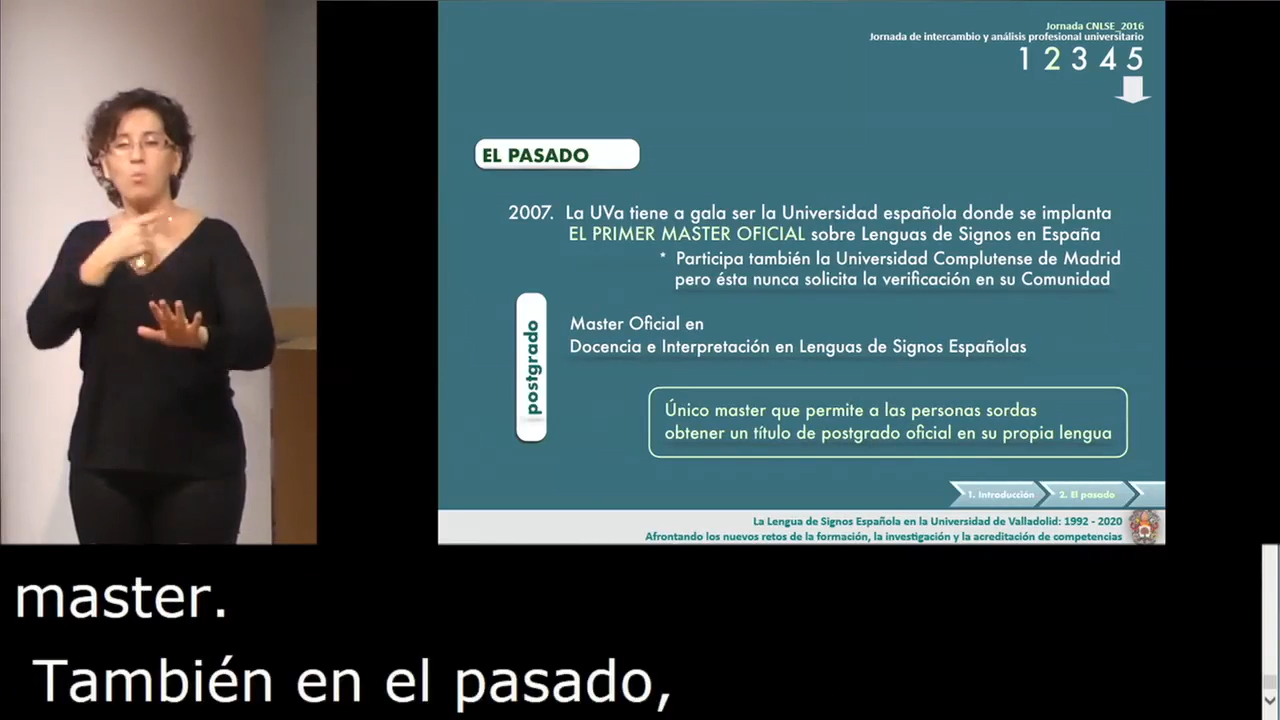 Jornada CNLSE_2016
Jornada de intercambio y análisis profesional universitario
1 2 3 4 5
EL PASADO
2007. La UVa tiene a gala ser la Universidad española donde se implanta
EL PRIMER MASTER OFICIAL sobre Lenguas de Signos en España
* Participa también la Universidad Complutense de Madrid
pero ésta nunca solicita la verificación en su Comunidad
postgrado
Master Oficial en
Docencia e Interpretación en Lenguas de Signos Españolas
Único master que permite a las personas sordas
obtener un título de postgrado oficial en su propia lengua
1. Introducción 2. El pasado
La Lengua de Signos Española en la Universidad de Valladolid: 1992 - 2020
Afrontando los nuevos retos de la formación, la investigación y la acreditación de competencias
master.
También en el pasado,